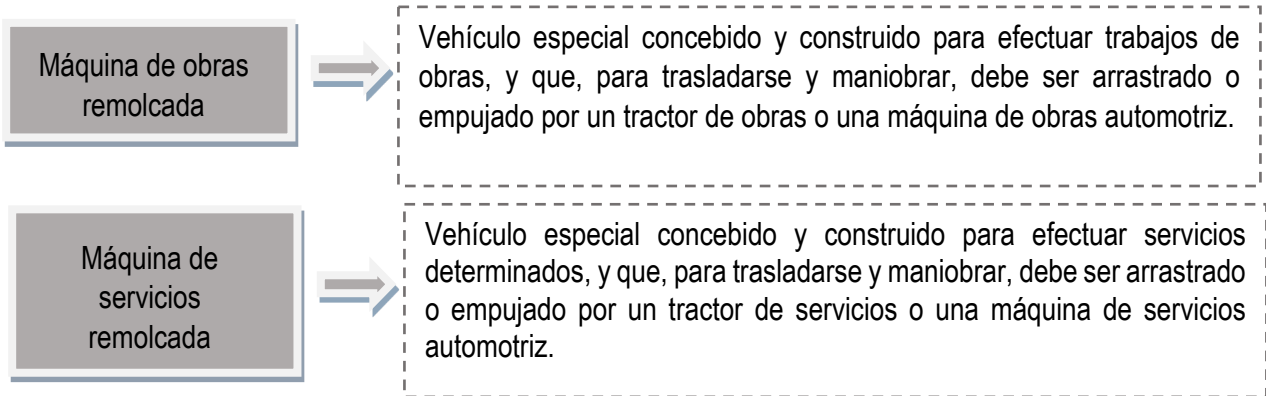 Máquina de obras
remolcada
Vehículo especial concebido y construido para efectuar trabajos de
obras, y que, para trasladarse y maniobrar, debe ser arrastrado o
empujado por un tractor de obras o una máquina de obras automotriz.
Máquina de
servicios
remolcada
Vehículo especial concebido y construido para efectuar servicios
determinados, y que, para trasladarse y maniobrar, debe ser arrastrado
o empujado por un tractor de servicios o una máquina de servicios
automotriz.